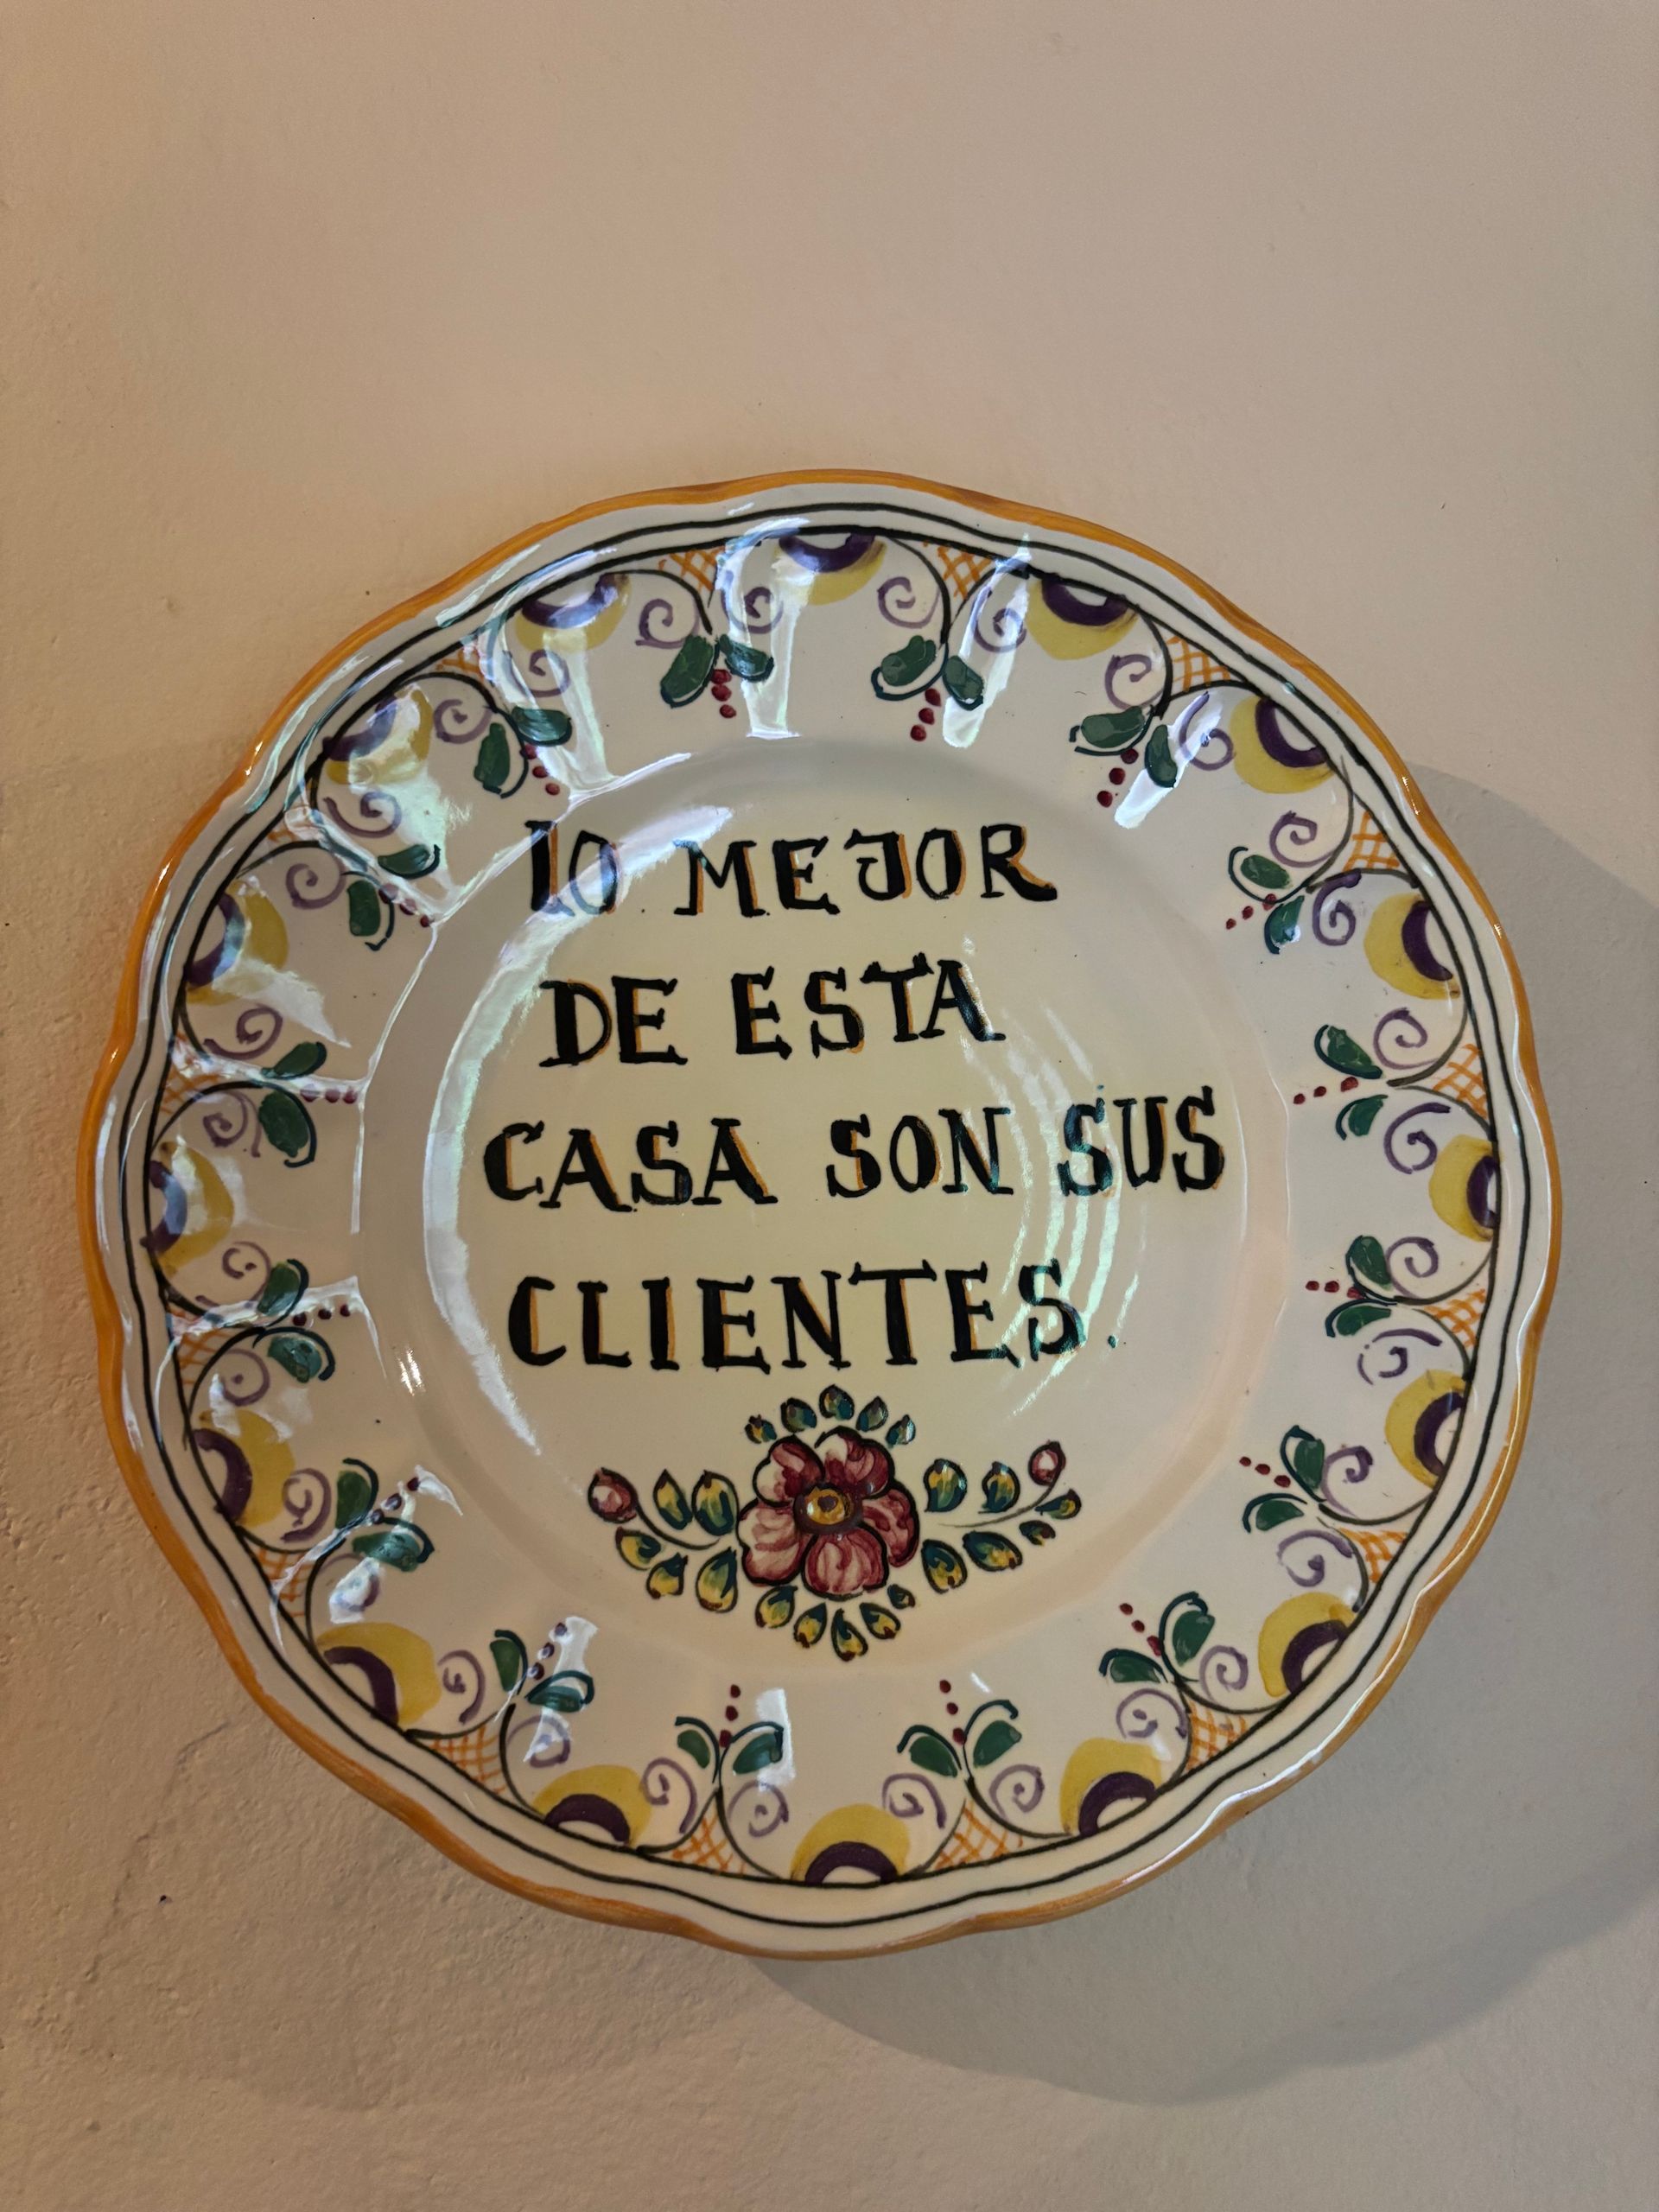 LO MEJOR
DE ESTA
CASA SON SUS
CLIENTES.